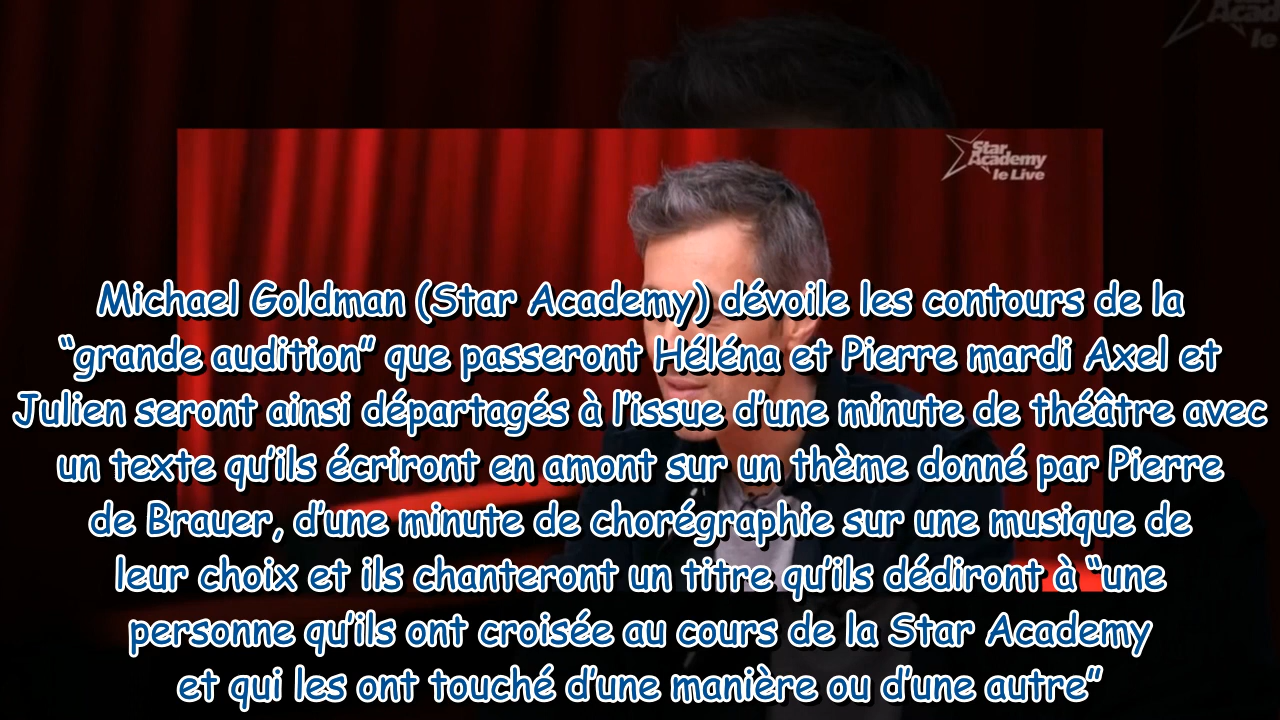 Acad
le
Star
Academy
le Live
Michael Goldman (Star Academy) dévoile les contours de la
“grande audition” que passeront Héléna et Pierre mardi Axel et
Julien seront ainsi départagés à l’issue d’une minute de théâtre avec
un texte qu’ils écriront en amont sur un thème donné par Pierre
de Brauer, d’une minute de chorégraphie sur une musique de
leur choix et ils chanteront un titre qu’ils dédiront à “une
personne qu’ils ont croisée au cours de la Star Academy
et qui les ont touché d’une manière ou d’une autre”